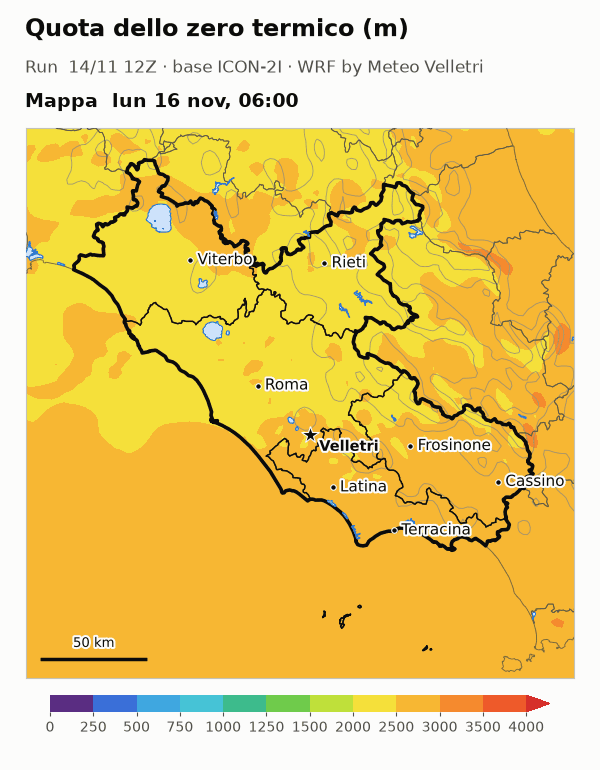 Quota dello zero termico (m)
Run  14/11 12Z · base ICON-2I · WRF by Meteo Velletri
Mappa  lun 16 nov, 06:00
Viterbo
Rieti
Roma
Velletri
Frosinone
Latina
Cassino
Terracina
50 km
0 250 500 750 1000 1250 1500 2000 2500 3000 3500 4000